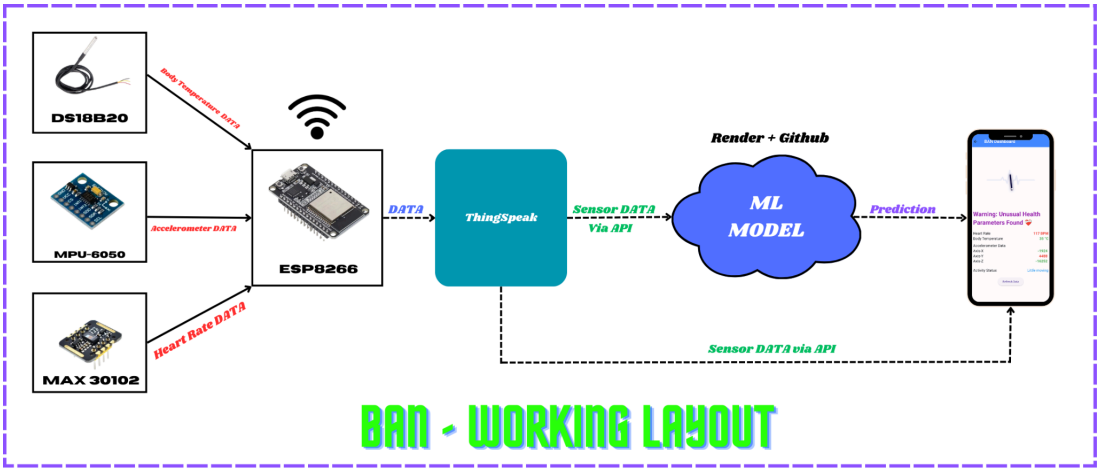 DS18B20
Body Temperature DATA
MPU-6050
Accelerometer DATA
MAX 30102
Heart Rate DATA
ESP8266
DATA
ThingSpeak
Sensor DATA
Via API
Render + Github
ML
MODEL
Prediction
BAN Dashboard
Warning: Unusual Health
Parameters Found
Heart Rate
Body Temperature
Accelerometer Data
Axis X
Axis Y
Axis Z
Activity Status
Sensor DATA via API
BAN - WORKING LAYOUT